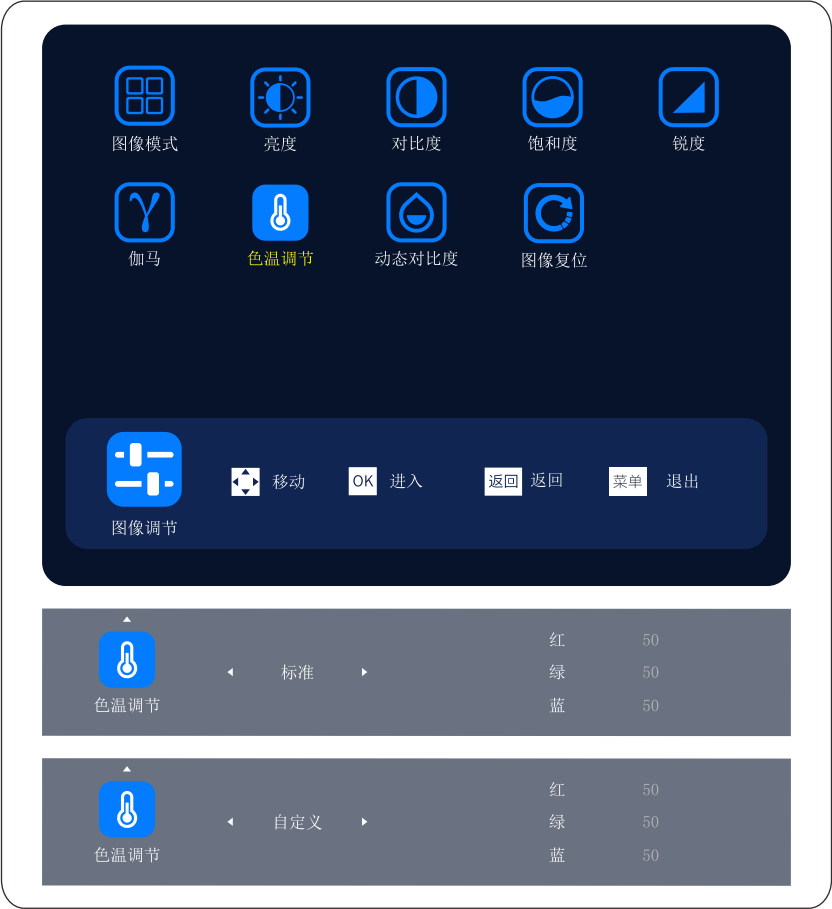 图像模式 亮度 对比度 饱和度 锐度
伽马 色温调节 动态对比度 图像复位
移动 OK 进入 返回 返回 菜单 退出
图像调节
红 50
标准 绿 50
色温调节 蓝 50
红 50
自定义 绿 50
色温调节 蓝 50